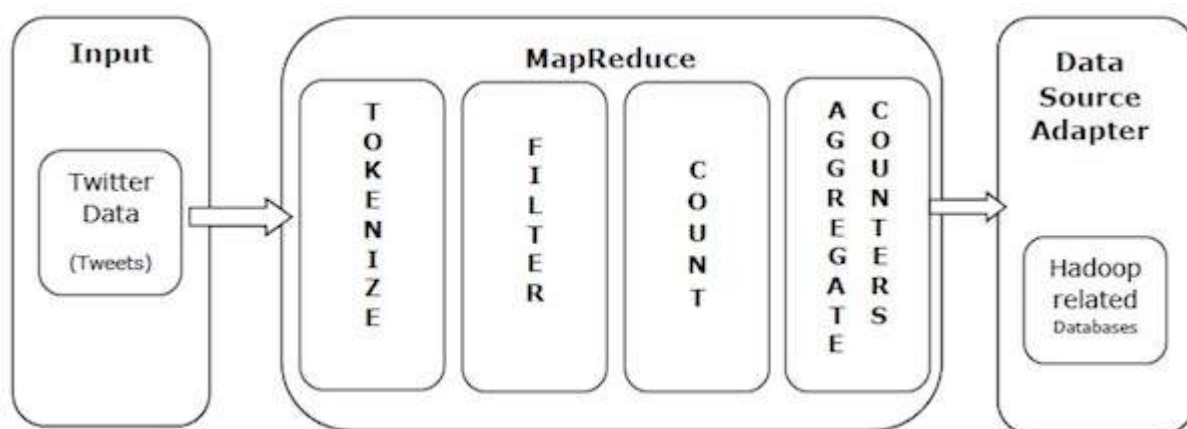 Input
Twitter
Data
(Tweets)
MapReduce
TOKENIZE
FILTER
COUNT
AGGREGATE
COUNTERS
Data
Source
Adapter
Hadoop
related
Databases